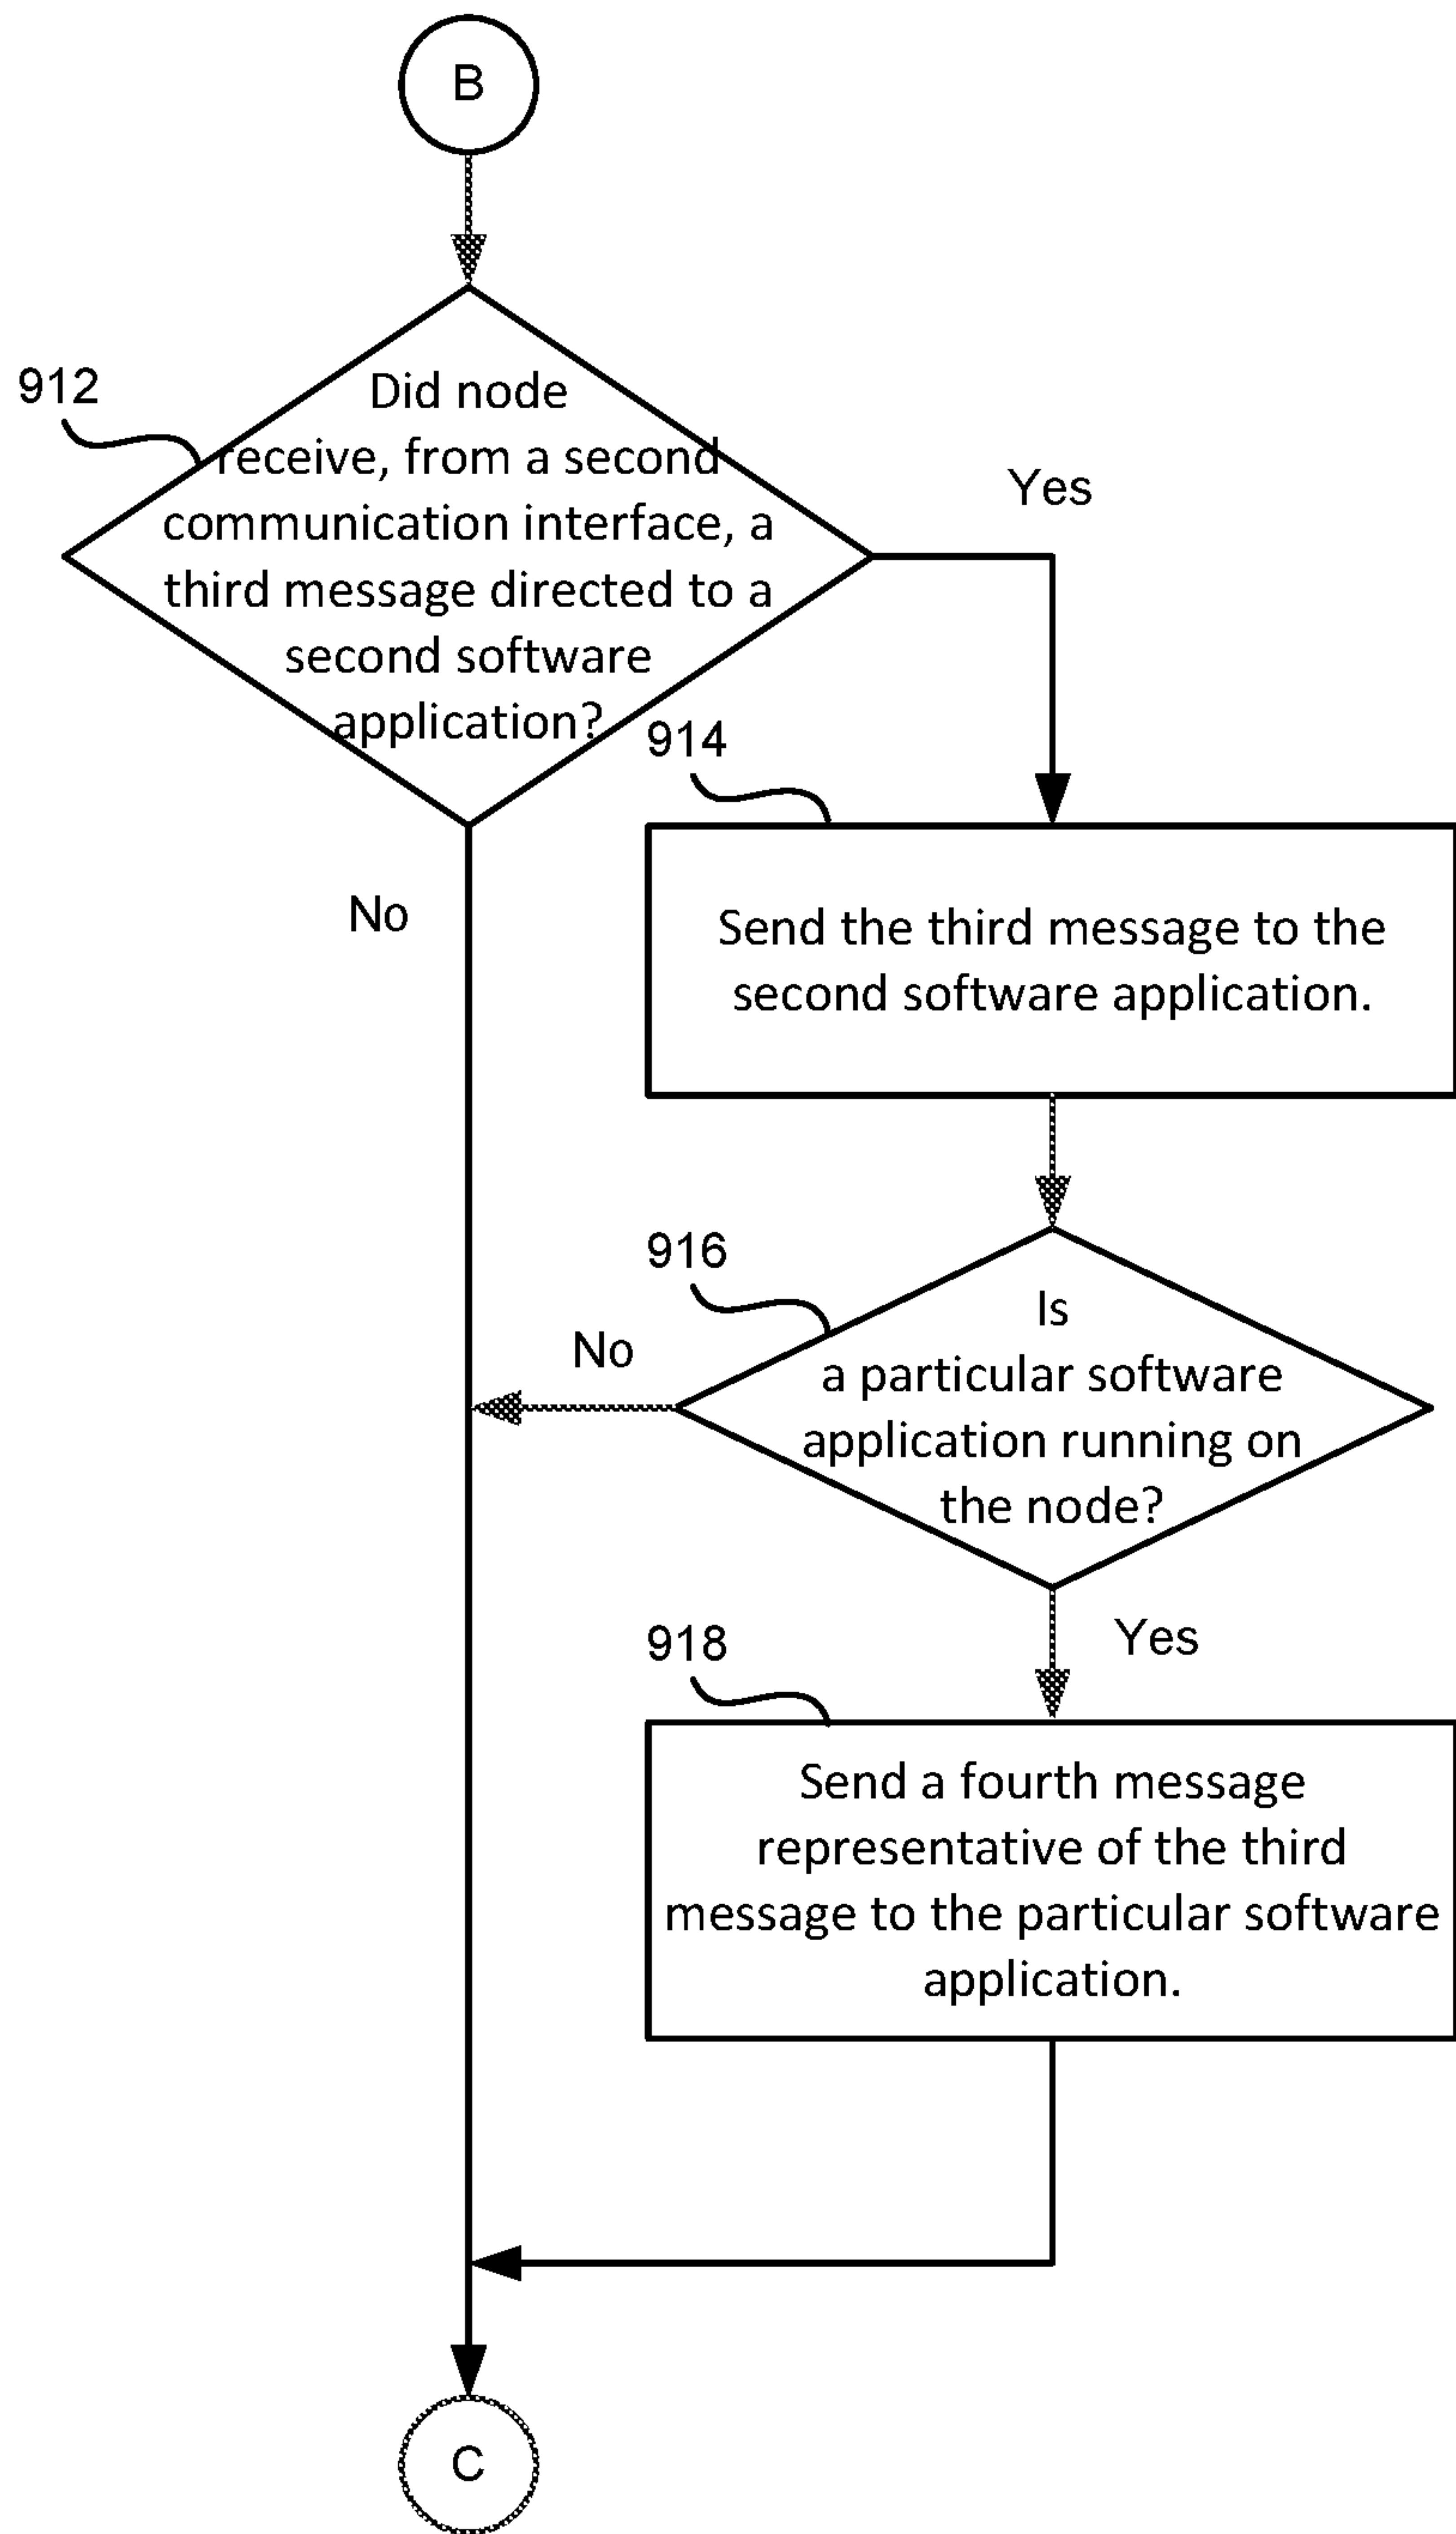 B
912
Did node
receive, from a second
communication interface, a
third message directed to a
second software
application?
Yes
914
No
Send the third message to the
second software application.
916
Is
a particular software
application running on
the node?
No
Yes
918
Send a fourth message
representative of the third
message to the particular software
application.
C